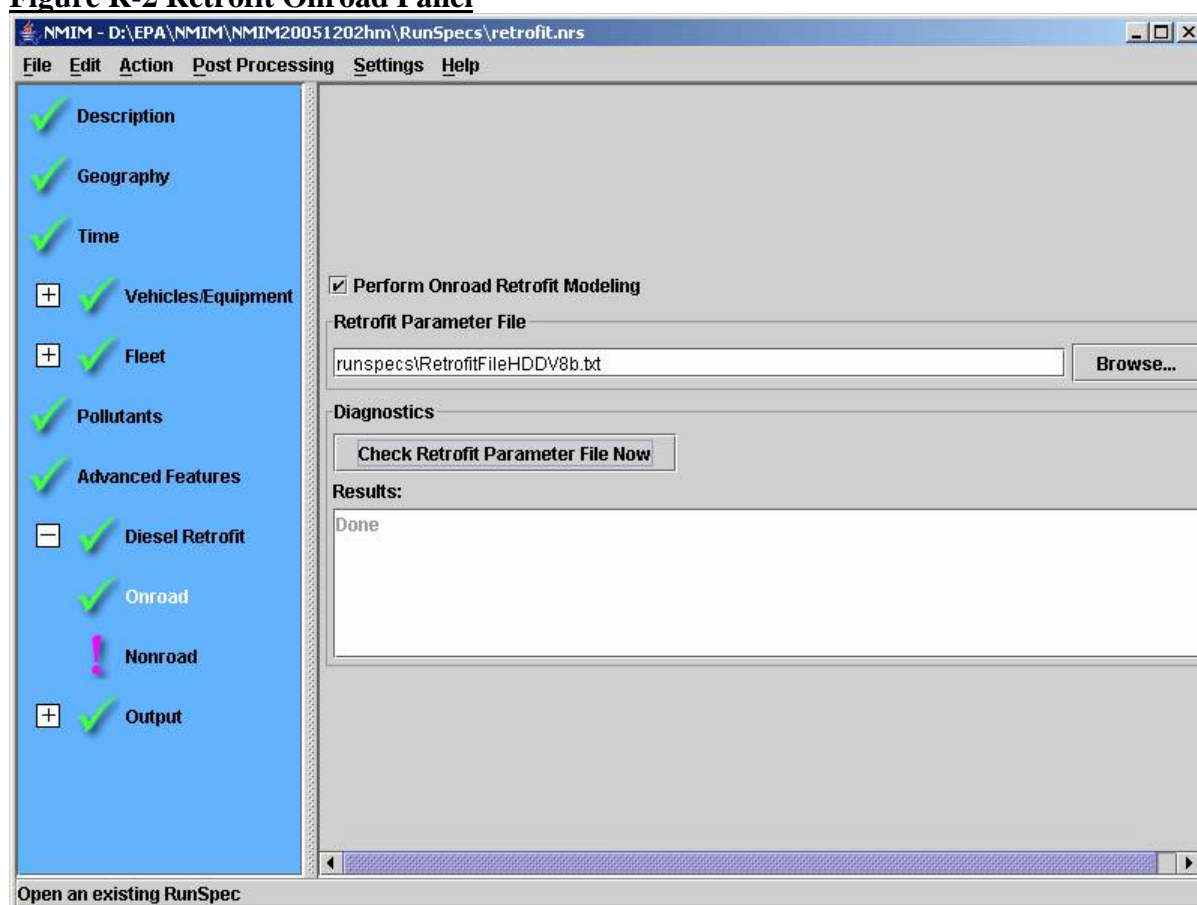 Figure R-2 Retrofit Onroad Panel
NMIM - D:\EPA\NMIM\NMIM20051202hm\RunSpecs\retrofit.nrs
File Edit Action Post Processing Settings Help
Description
Geography
Time
Vehicles/Equipment
Fleet
Pollutants
Advanced Features
Diesel Retrofit
Onroad
Nonroad
Output
Perform Onroad Retrofit Modeling
Retrofit Parameter File
runspecs\RetrofitFileHDDV8b.txt Browse...
Diagnostics
Check Retrofit Parameter File Now
Results:
Done
Open an existing RunSpec